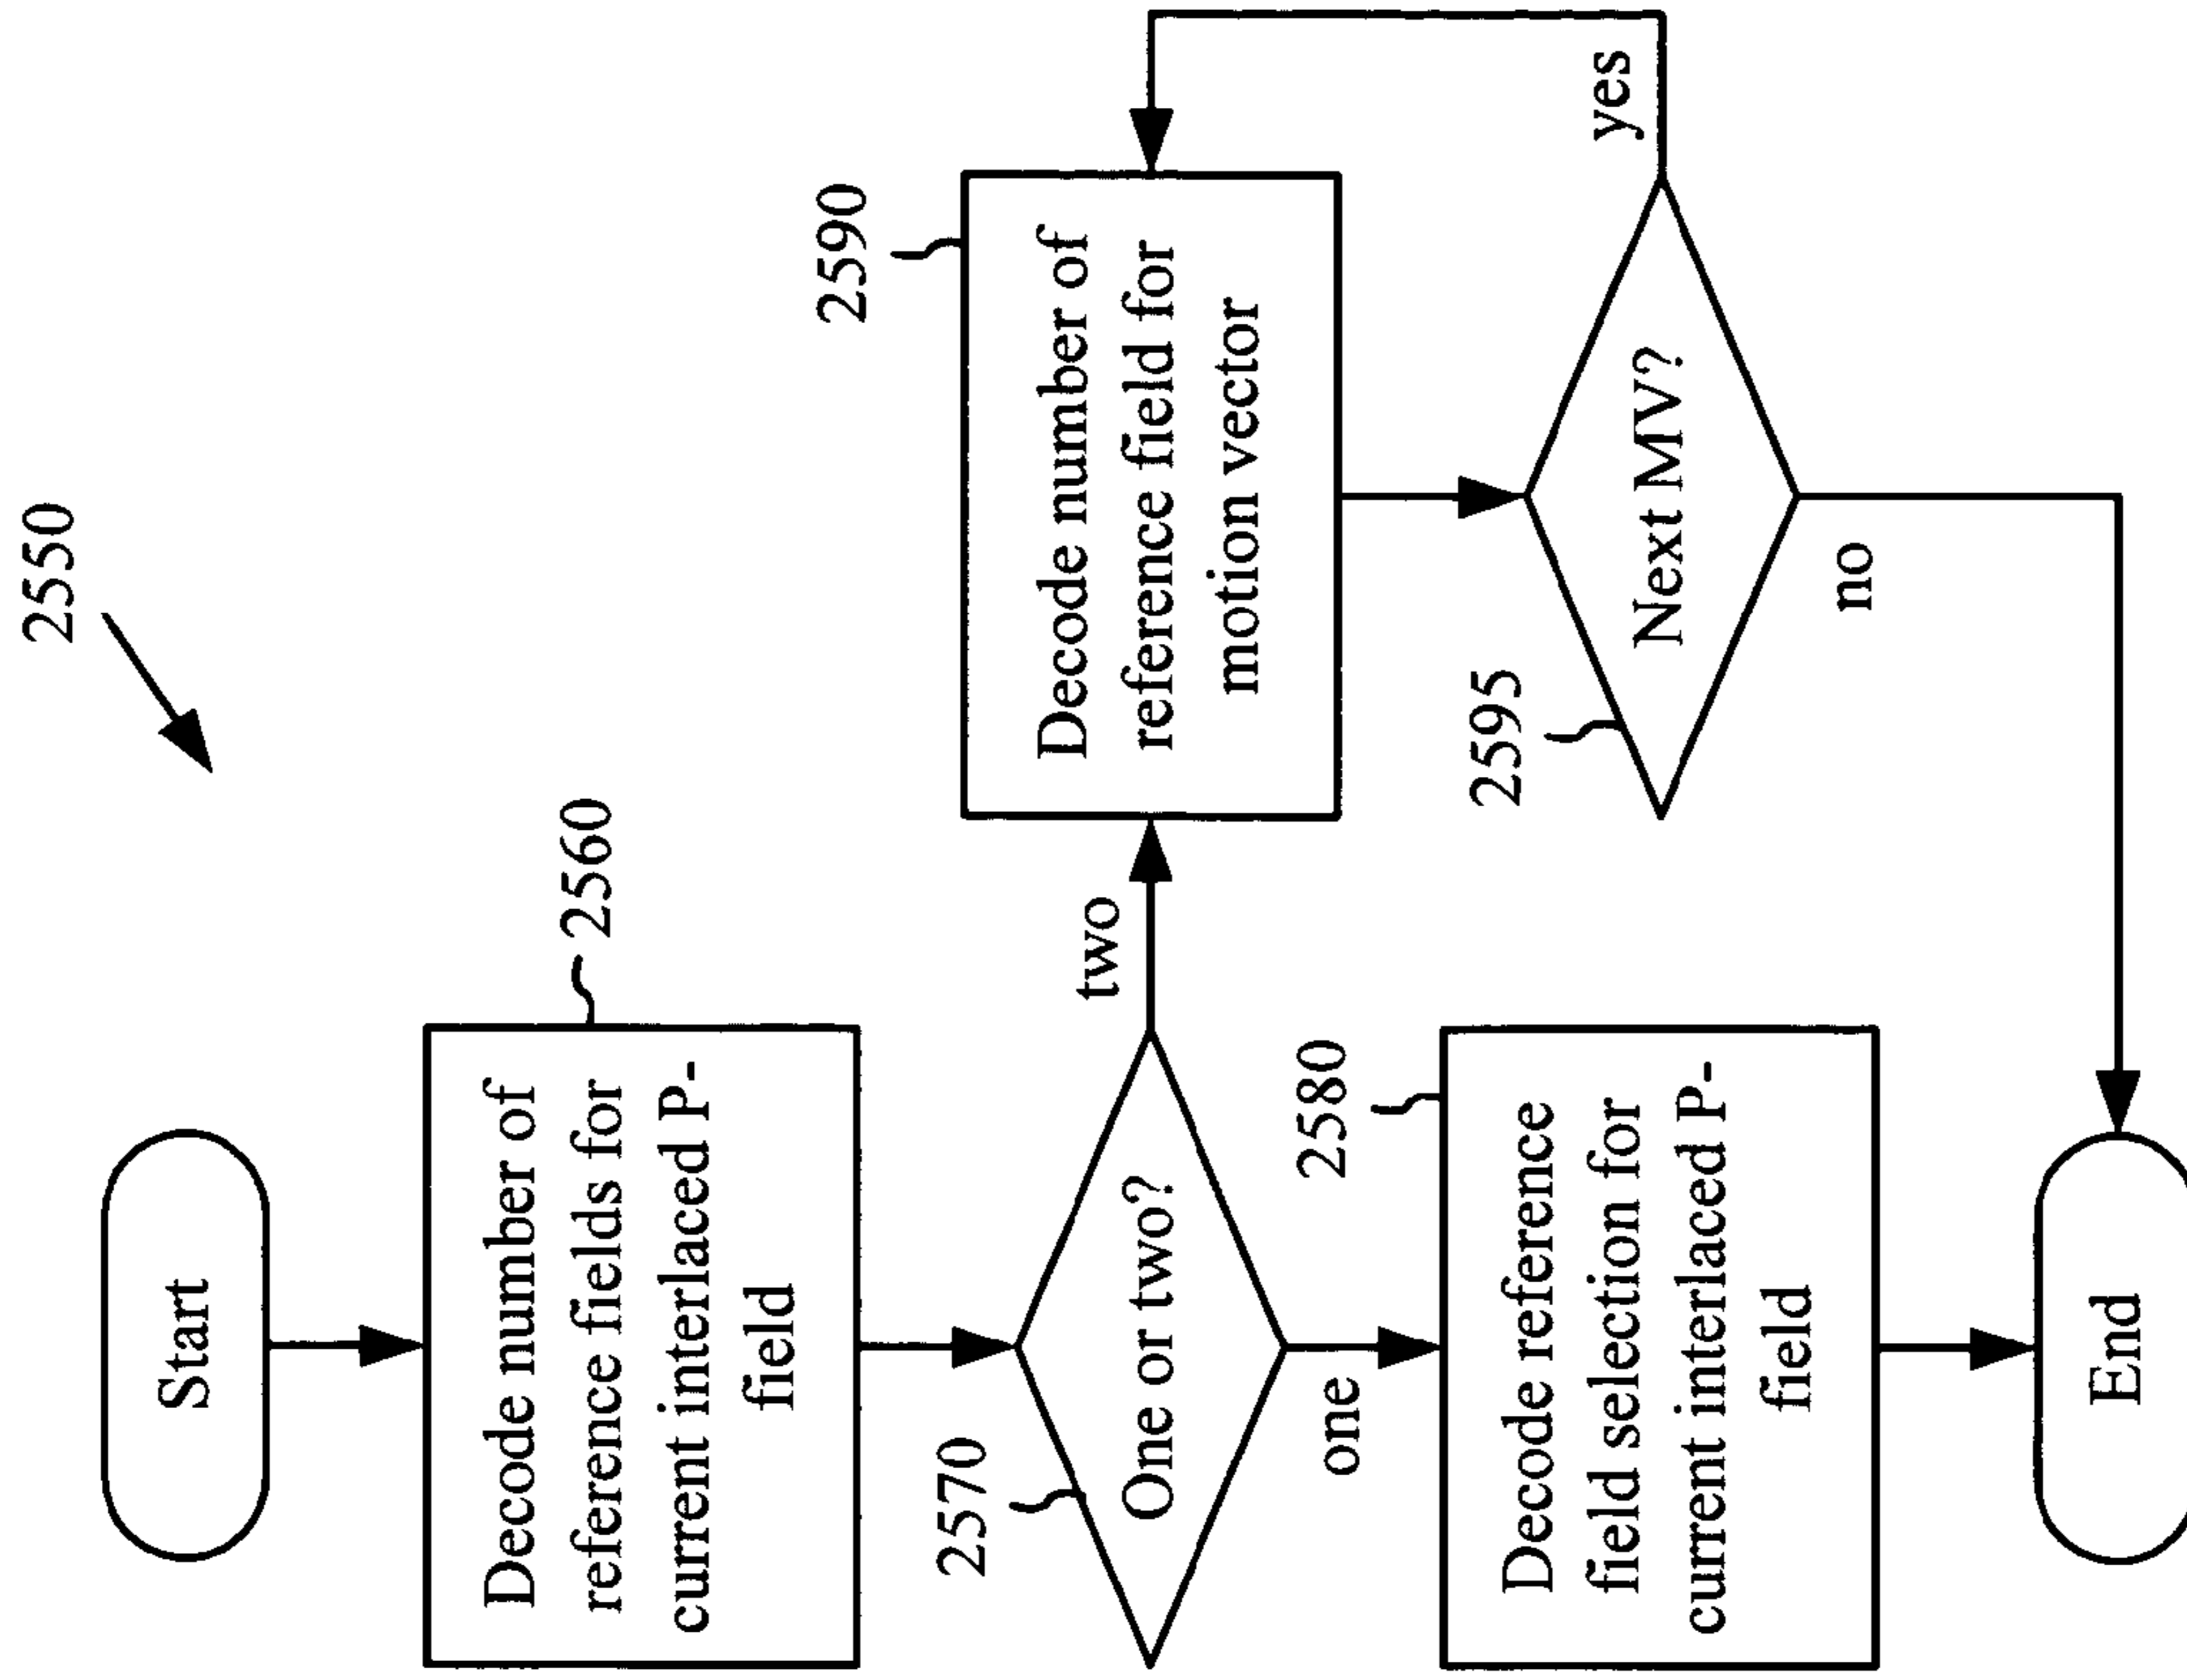 2550
Start
2560
Decode number of
reference fields for
current interlaced P-
field
2570
One or two?
two
one
2580
Decode reference
field selection for
current interlaced P-
field
2590
Decode number of
reference field for
motion vector
2595
Next MV?
yes
no
End